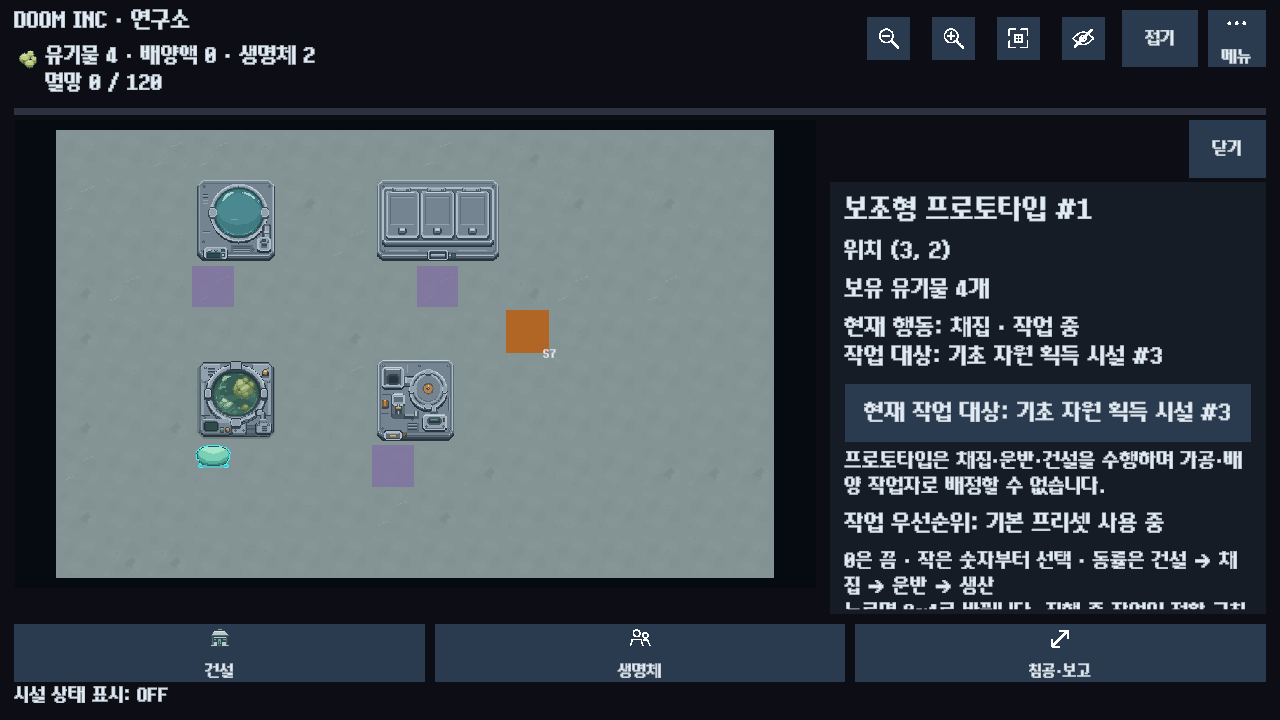 DOOM INC · 연구소
유기물 4 · 배양액 0 · 생명체 2
멸망 0 / 120
접기
메뉴
닫기
S7
보조형 프로토타입 #1
위치 (3, 2)
보유 유기물 4개
현재 행동: 채집 · 작업 중
작업 대상: 기초 자원 획득 시설 #3
현재 작업 대상: 기초 자원 획득 시설 #3
프로토타입은 채집·운반·건설을 수행하며 가공·배
양 작업자로 배정할 수 없습니다.
작업 우선순위: 기본 프리셋 사용 중
0은 끔 · 작은 숫자부터 선택 · 동률은 건설 → 채
집 → 운반 → 생산
건설
생명체
침공·보고
시설 상태 표시: OFF